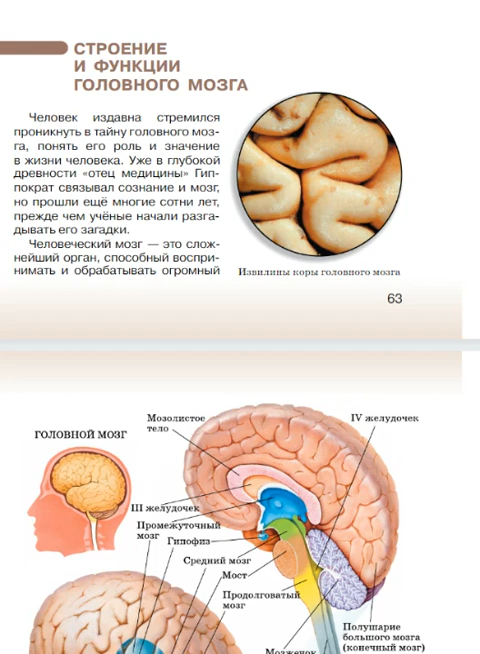 СТРОЕНИЕ
И ФУНКЦИИ
ГОЛОВНОГО МОЗГА
Человек издавна стремился
проникнуть в тайну головного моз-
га, понять его роль и значение
в жизни человека. Уже в глубокой
древности «отец медицины» Гип-
пократ связывал сознание и мозг,
но прошли ещё многие сотни лет,
прежде чем учёные начали разга-
дывать его загадки.
Человеческий мозг — это слож-
нейший орган, способный воспри-
нимать и обрабатывать огромный
Извилины коры головного мозга
63
ГОЛОВНОЙ МОЗГ
Мозолистое
тело
IV желудочек
III желудочек
Промежуточный
мозг
Гипофиз
Средний мозг
Мост
Продолговатый
мозг
Полушарие
большого мозга
(конечный мозг)
Мозжечок